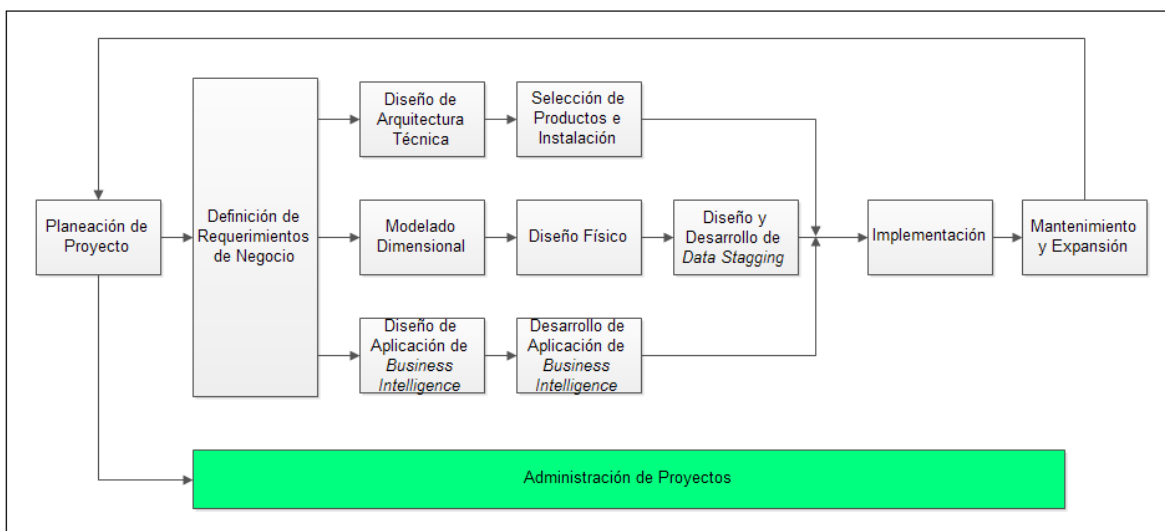 Planeación de
Proyecto
Definición de
Requerimientos
de Negocio
Diseño de
Arquitectura
Técnica
Selección de
Productos e
Instalación
Modelado
Dimensional
Diseño Físico
Diseño y
Desarrollo de
Data Stagging
Diseño de
Aplicación de
Business
Intelligence
Desarrollo de
Aplicación de
Business
Intelligence
Implementación
Mantenimiento
y Expansión
Administración de Proyectos